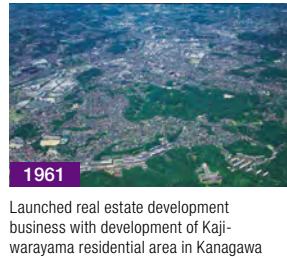 1961
Launched real estate development
business with development of Kaji-
warayama residential area in Kanagawa